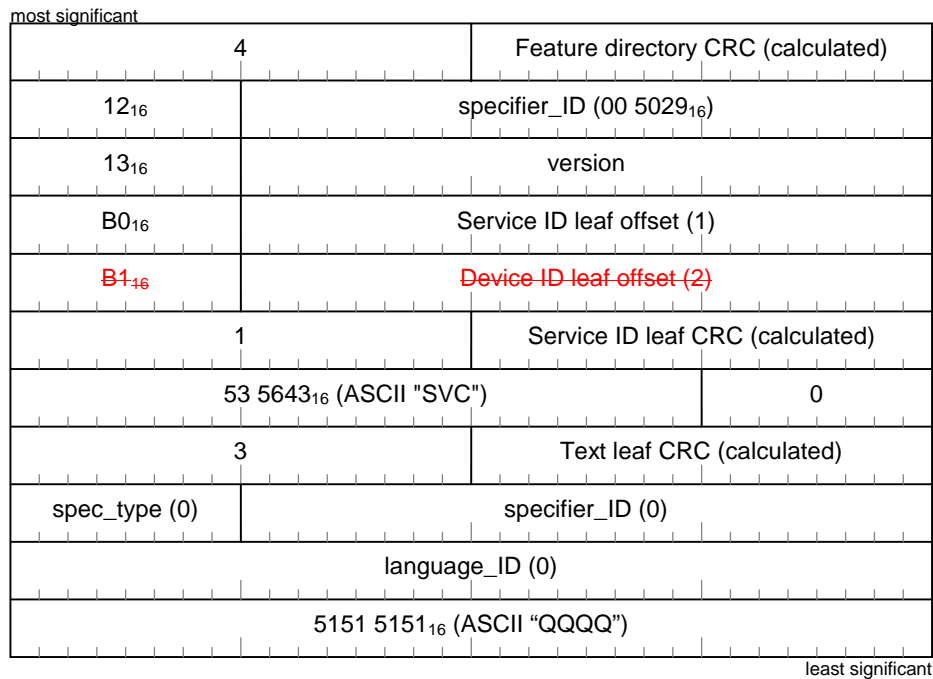 most significant
4 Feature directory CRC (calculated)
12₁₆ specifier_ID (00 5029₁₆)
13₁₆ version
B0₁₆ Service ID leaf offset (1)
B1₁₆ Device ID leaf offset (2)
1 Service ID leaf CRC (calculated)
53 5643₁₆ (ASCII "SVC") 0
3 Text leaf CRC (calculated)
spec_type (0) specifier_ID (0)
language_ID (0)
5151 5151₁₆ (ASCII “QQQQ”)
least significant